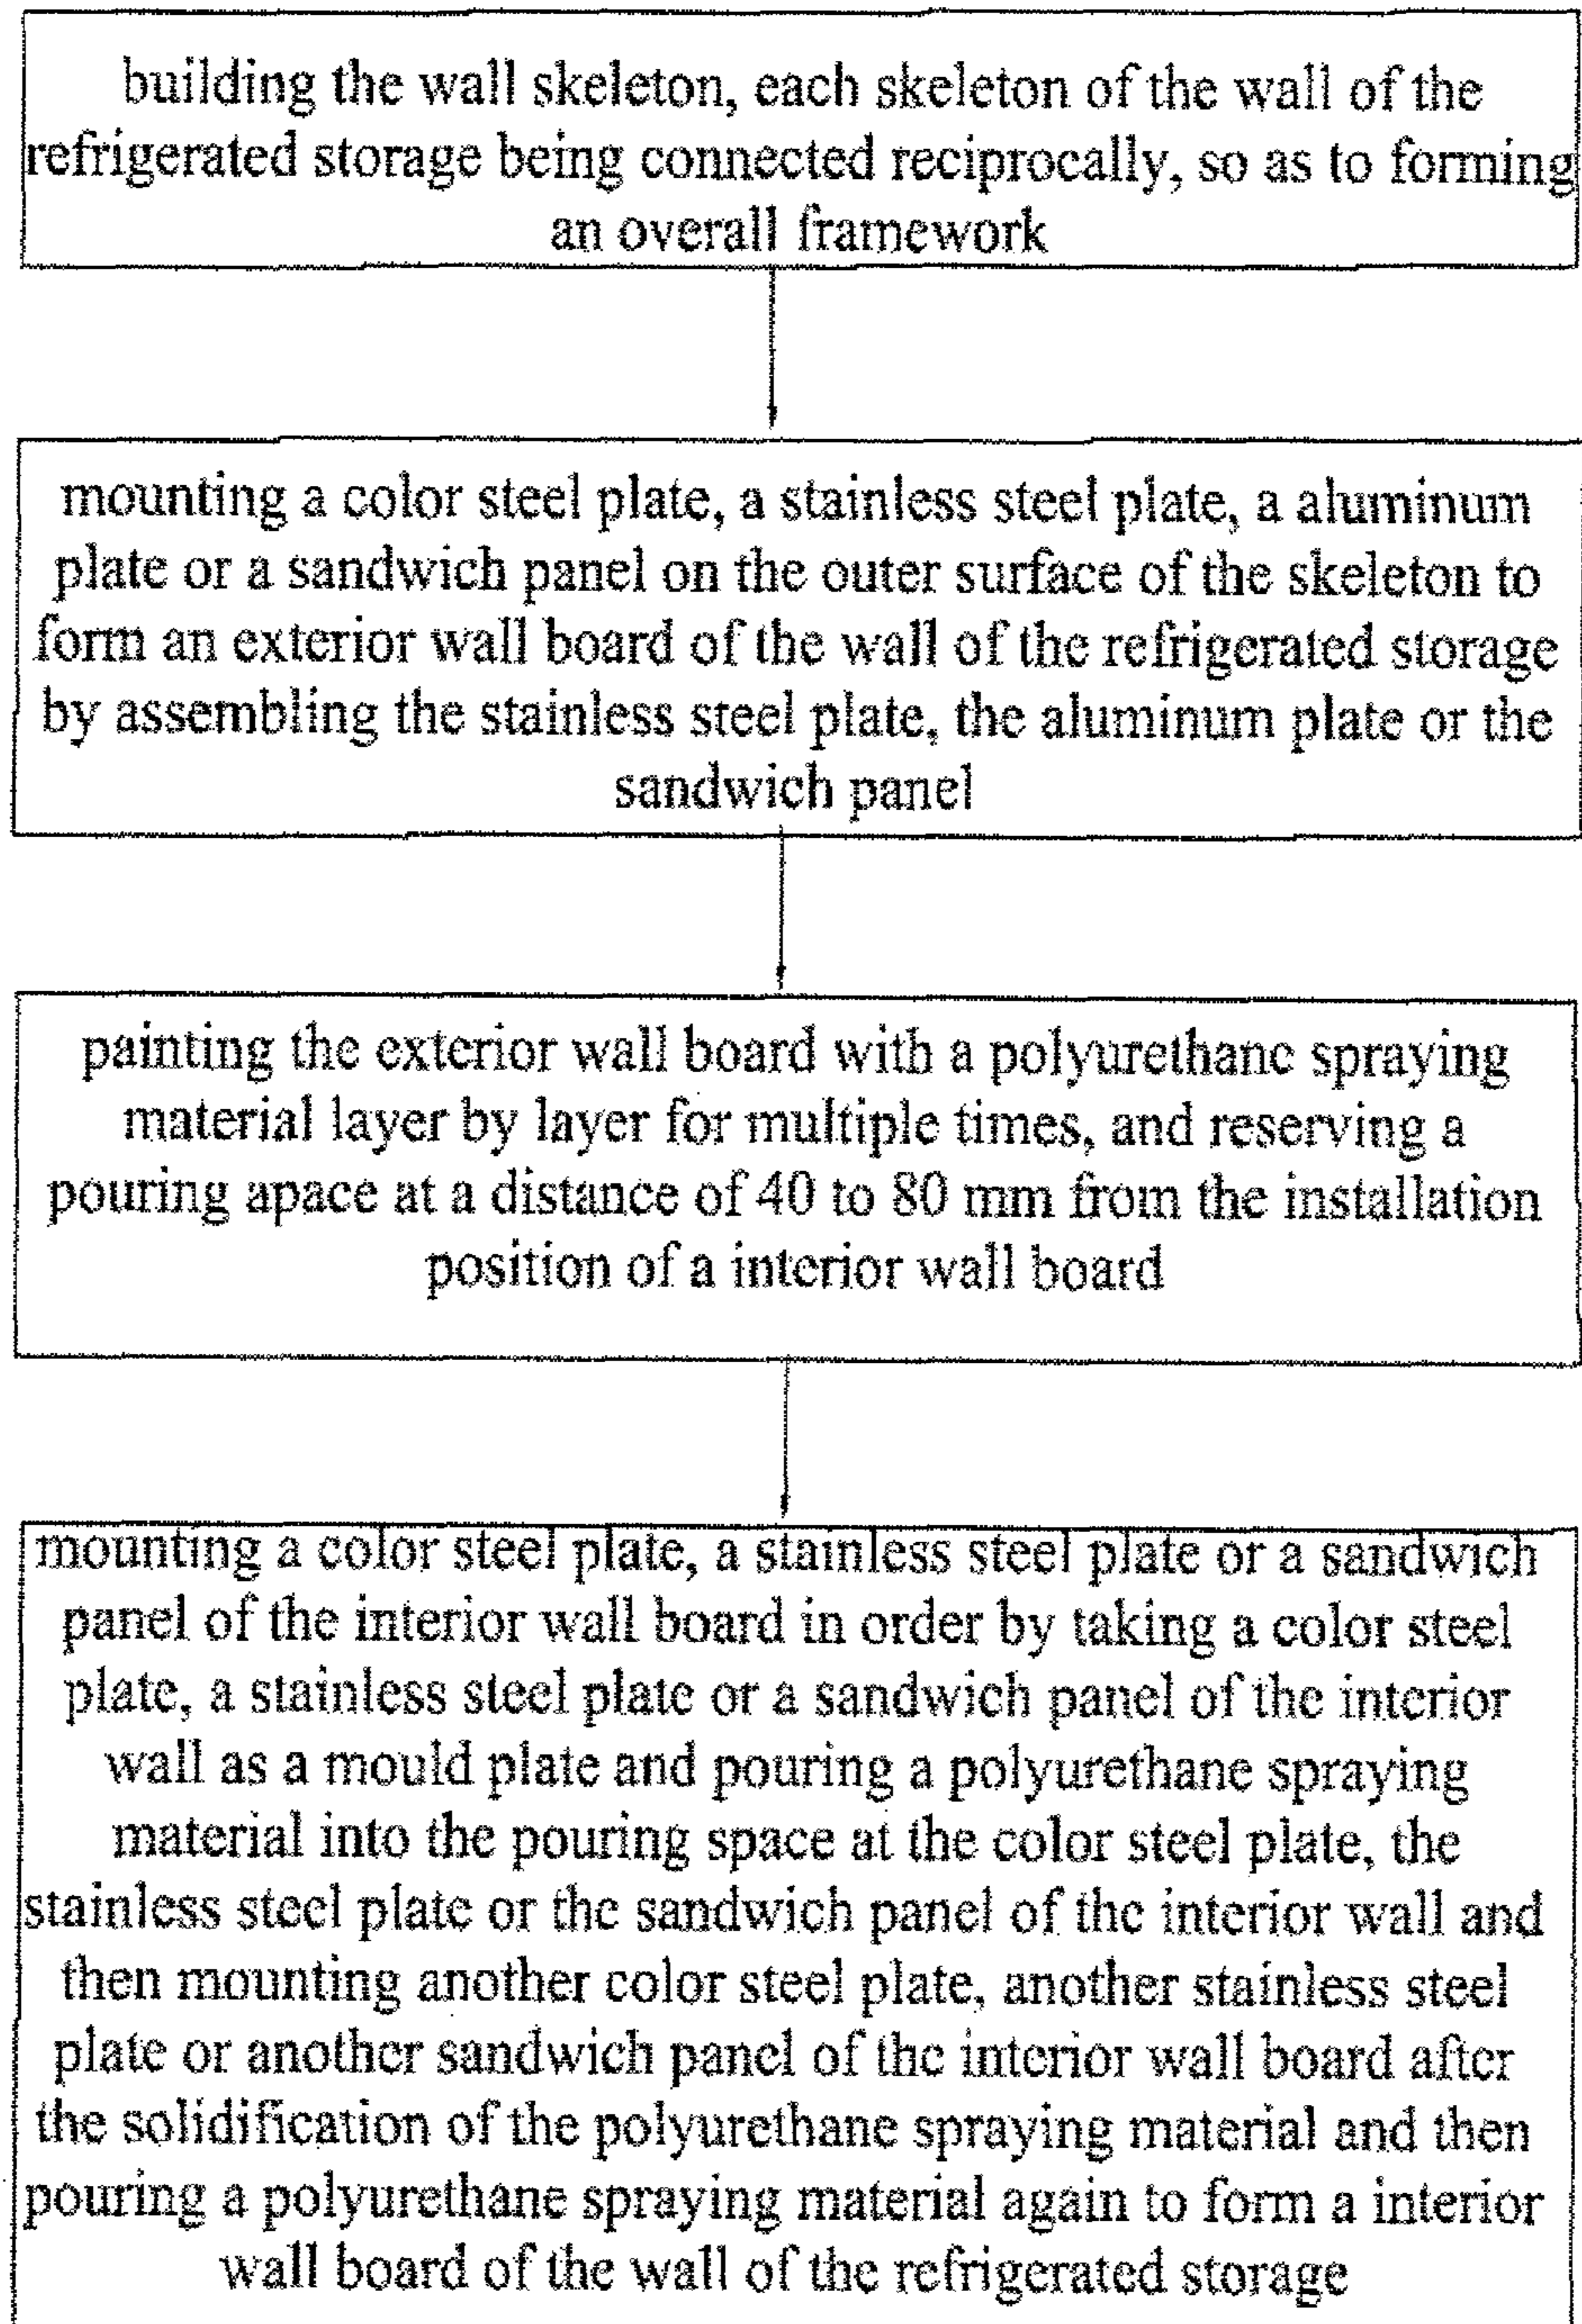 building the wall skeleton, each skeleton of the wall of the
refrigerated storage being connected reciprocally, so as to forming
an overall framework
mounting a color steel plate, a stainless steel plate, a aluminum
plate or a sandwich panel on the outer surface of the skeleton to
form an exterior wall board of the wall of the refrigerated storage
by assembling the stainless steel plate, the aluminum plate or the
sandwich panel
painting the exterior wall board with a polyurethane spraying
material layer by layer for multiple times, and reserving a
pouring apace at a distance of 40 to 80 mm from the installation
position of a interior wall board
mounting a color steel plate, a stainless steel plate or a sandwich
panel of the interior wall board in order by taking a color steel
plate, a stainless steel plate or a sandwich panel of the interior
wall as a mould plate and pouring a polyurethane spraying
material into the pouring space at the color steel plate, the
stainless steel plate or the sandwich panel of the interior wall and
then mounting another color steel plate, another stainless steel
plate or another sandwich panel of the interior wall board after
the solidification of the polyurethane spraying material and then
pouring a polyurethane spraying material again to form a interior
wall board of the wall of the refrigerated storage